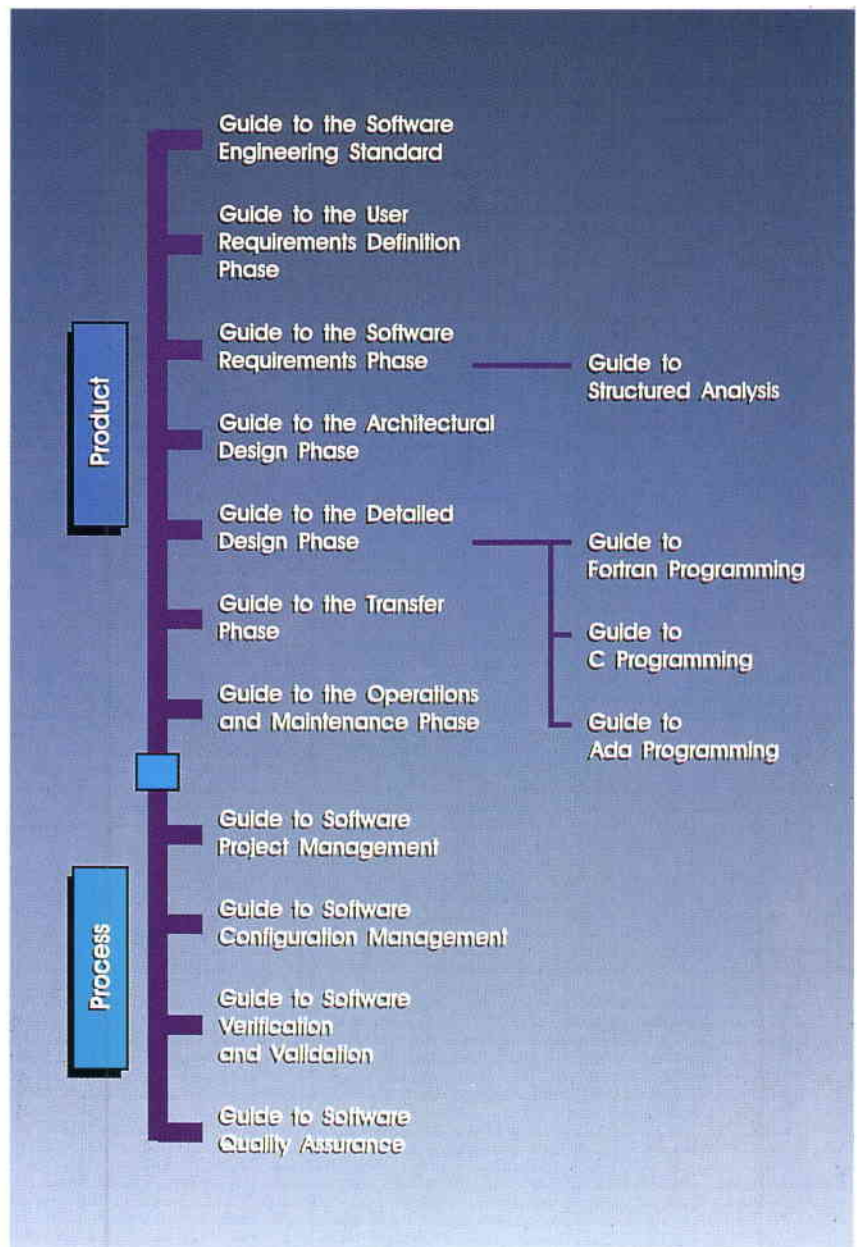 Product
Guide to the Software
Engineering Standard
Guide to the User
Requirements Definition
Phase
Guide to the Software
Requirements Phase
Guide to
Structured Analysis
Guide to the Architectural
Design Phase
Guide to the Detailed
Design Phase
Guide to
Fortran Programming
Guide to
C Programming
Guide to
Ada Programming
Guide to the Transfer
Phase
Guide to the Operations
and Maintenance Phase
Process
Guide to Software
Project Management
Guide to Software
Configuration Management
Guide to Software
Verification
and Validation
Guide to Software
Quality Assurance